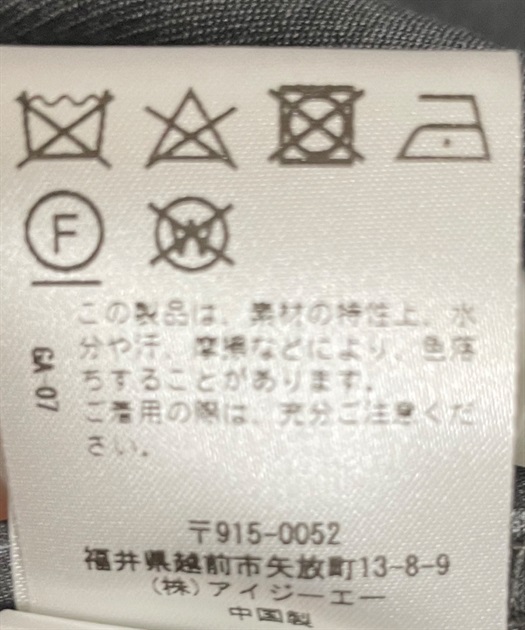 F
W
この製品は、素材の特性上、水
分や汗、摩擦などにより、色落
ちすることがあります。
ご着用の際は、充分ご注意くだ
さい。
GA-07
〒915-0052
福井県越前市矢放町13-8-9
(株)アイジーエー
中国製